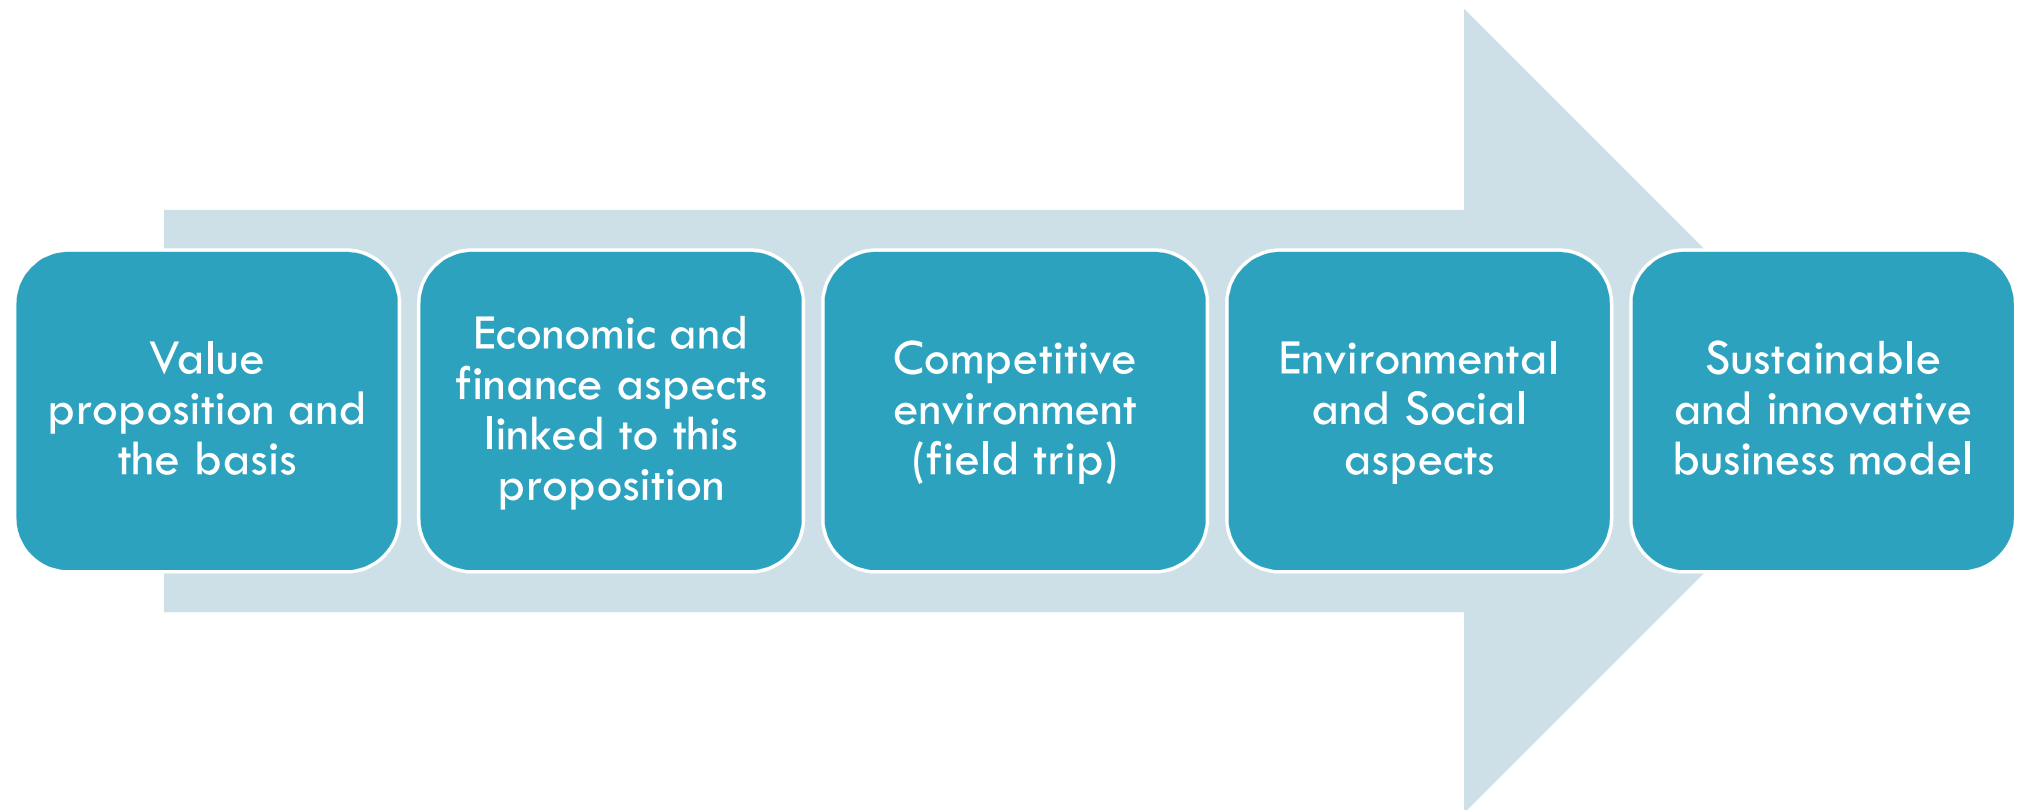 Value
proposition and
the basis
Economic and
finance aspects
linked to this
proposition
Competitive
environment
(field trip)
Environmental
and Social
aspects
Sustainable
and innovative
business model